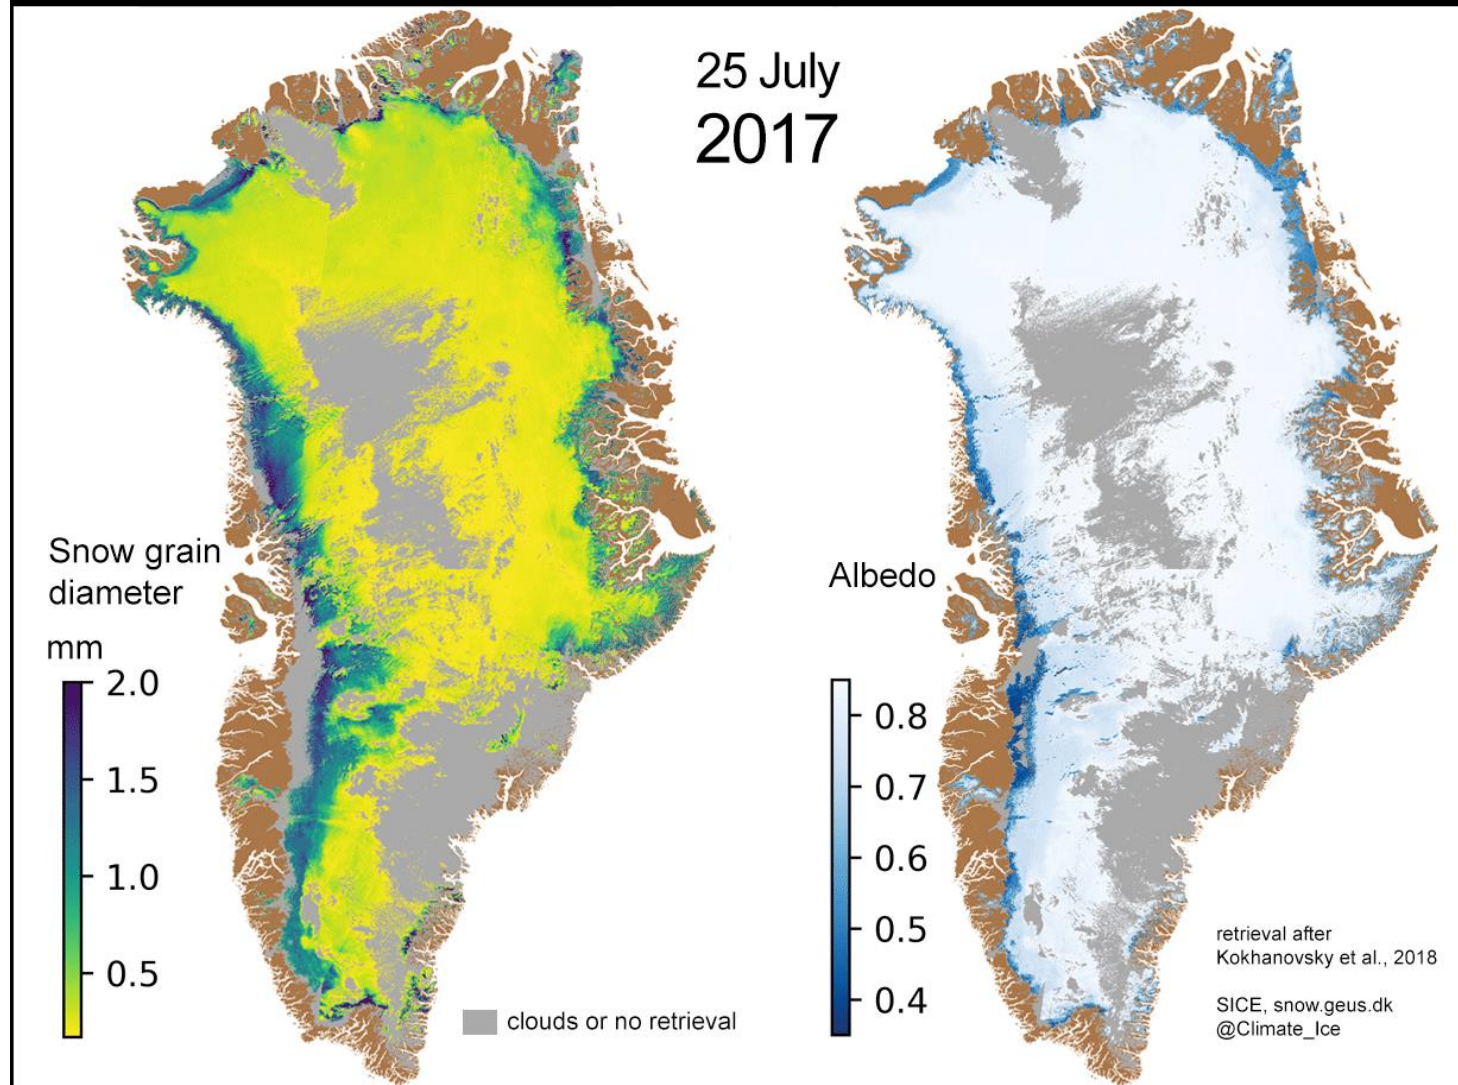 25 July
2017
Snow grain
diameter
mm
2.0
1.5
1.0
0.5
clouds or no retrieval
Albedo
0.8
0.7
0.6
0.5
0.4
retrieval after
Kokhanovsky et al., 2018
SICE, snow.geus.dk
@Climate_Ice